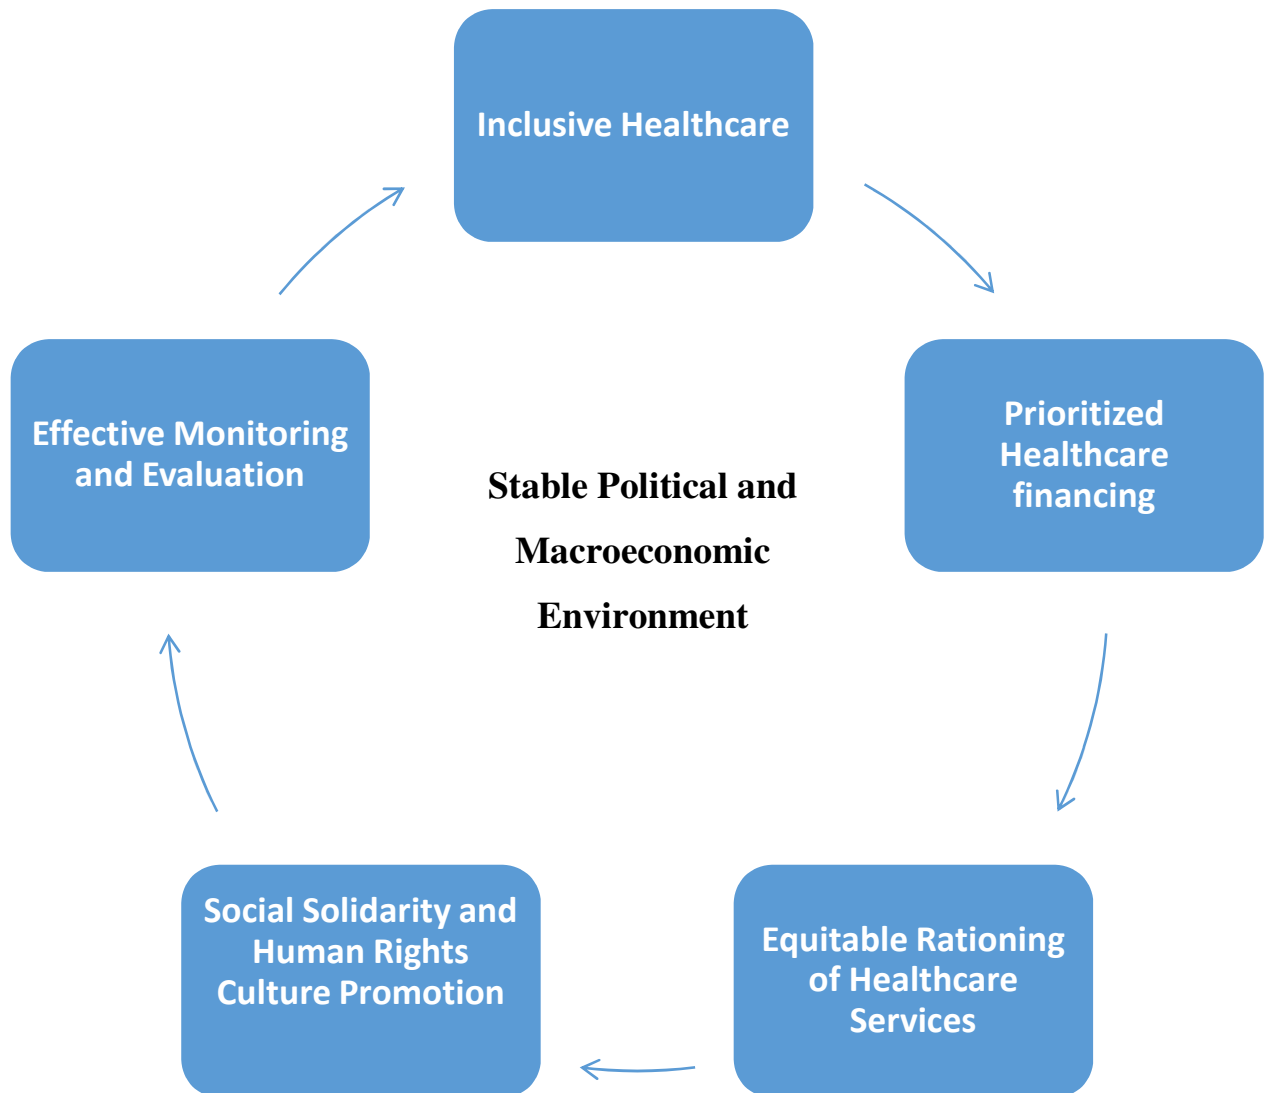 Inclusive Healthcare
Prioritized
Healthcare
financing
Equitable Rationing
of Healthcare
Services
Social Solidarity and
Human Rights
Culture Promotion
Effective Monitoring
and Evaluation
Stable Political and
Macroeconomic
Environment